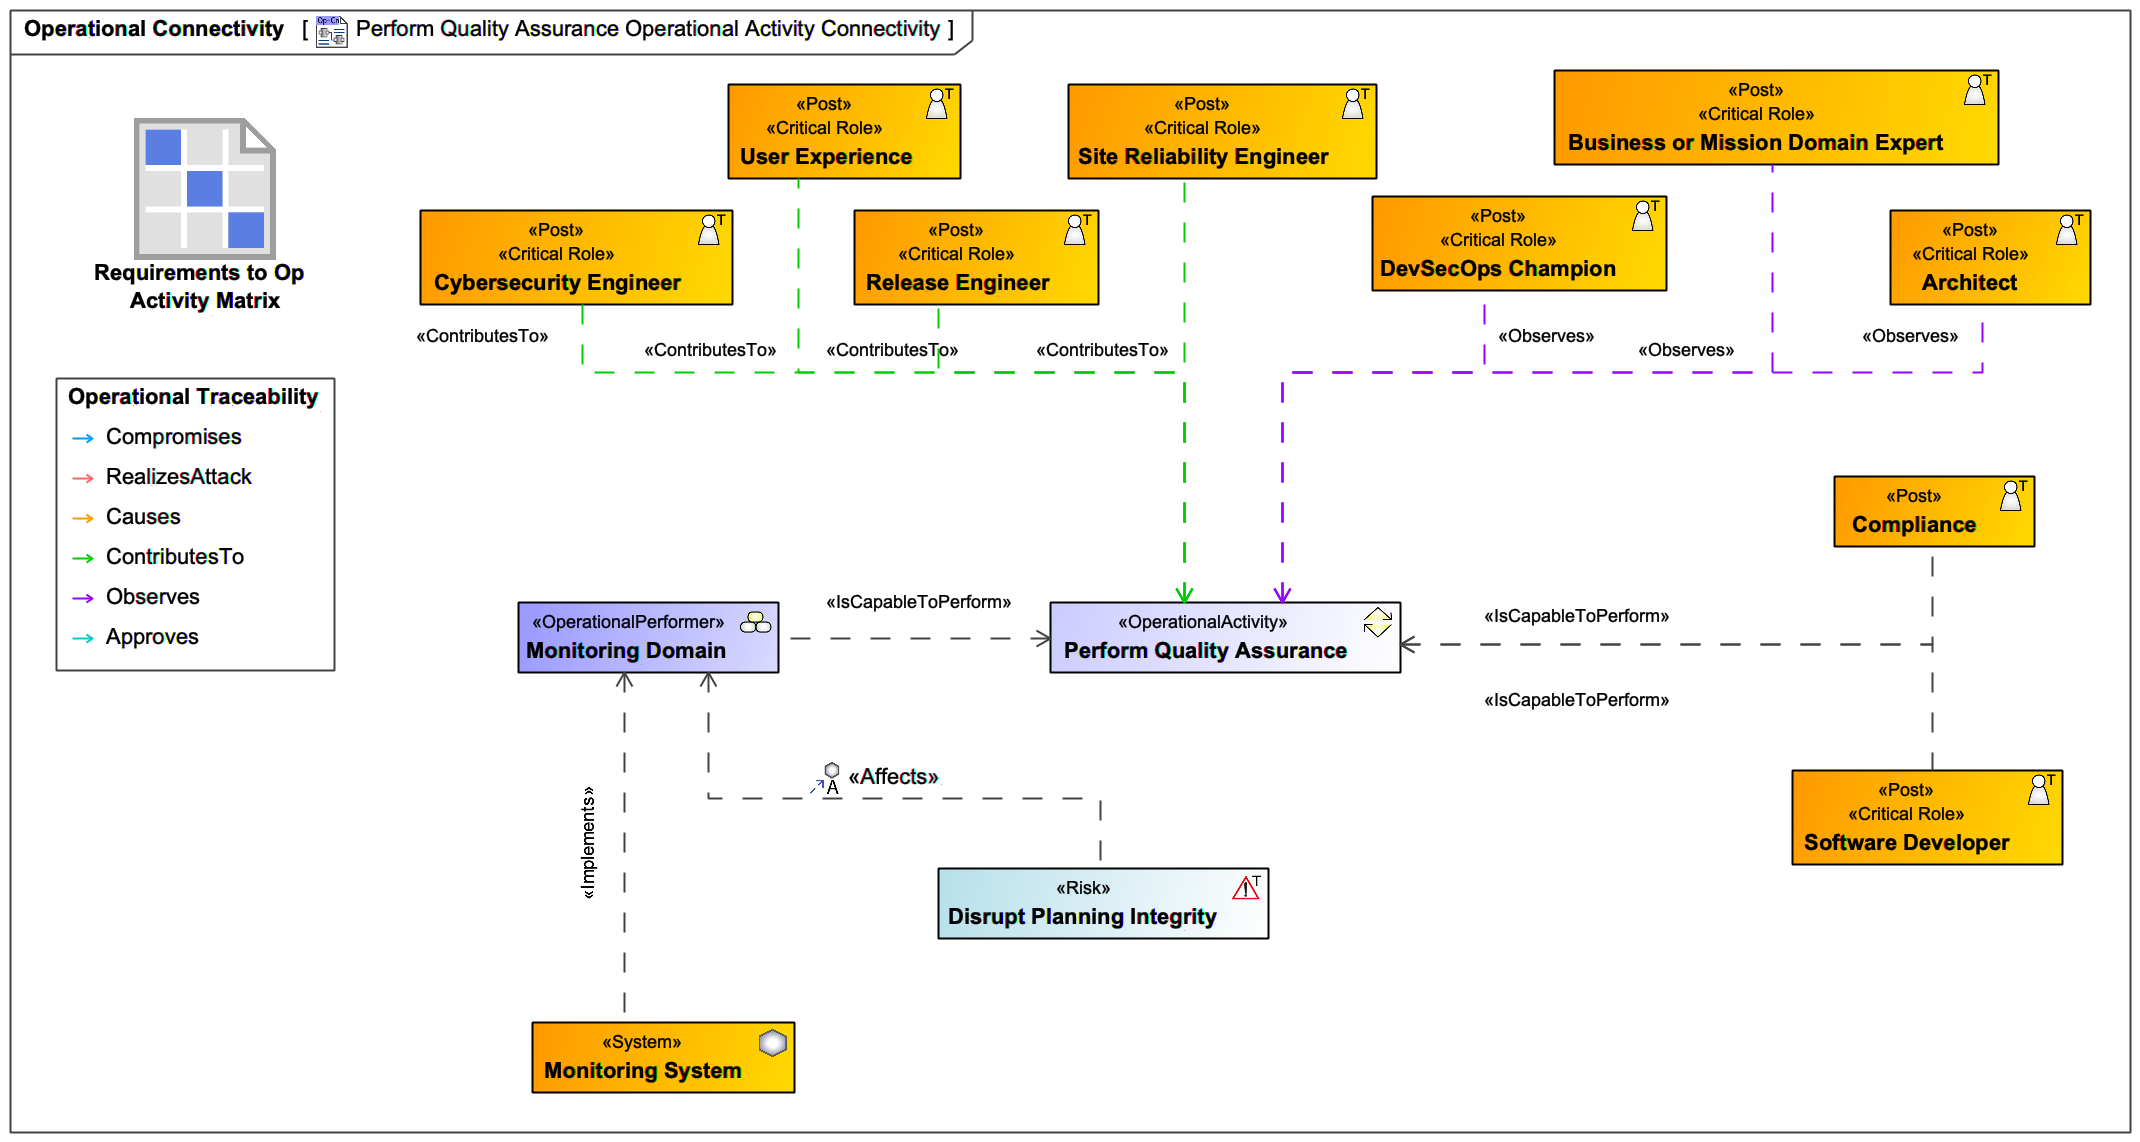 Operational Connectivity [ Op-Cn Perform Quality Assurance Operational Activity Connectivity ]
Requirements to Op
Activity Matrix
Operational Traceability
Compromises
RealizesAttack
Causes
ContributesTo
Observes
Approves
«Post»
«Critical Role»
User Experience
T
«Post»
«Critical Role»
Site Reliability Engineer
T
«Post»
«Critical Role»
Business or Mission Domain Expert
T
«Post»
«Critical Role»
Cybersecurity Engineer
T
«Post»
«Critical Role»
Release Engineer
T
«Post»
«Critical Role»
DevSecOps Champion
T
«Post»
«Critical Role»
Architect
T
«ContributesTo»
«ContributesTo»
«ContributesTo»
«ContributesTo»
«Observes»
«Observes»
«Observes»
«Post»
Compliance
T
«OperationalPerformer»
Monitoring Domain
«IsCapableToPerform»
«OperationalActivity»
Perform Quality Assurance
«IsCapableToPerform»
«IsCapableToPerform»
«Post»
«Critical Role»
Software Developer
T
A «Affects»
«Implements»
«Risk»
Disrupt Planning Integrity
T
«System»
Monitoring System